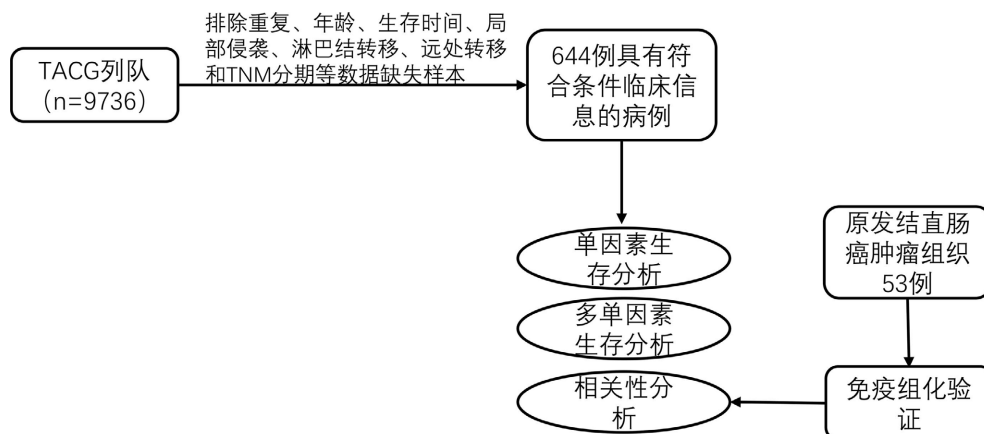 排除重复、年龄、生存时间、局
部侵袭、淋巴结转移、远处转移
和TNM分期等数据缺失样本
TACG列队
（n=9736）
644例具有符
合条件临床信
息的病例
单因素生
存分析
多单因素
生存分析
相关性分
析
原发结直肠
癌肿瘤组织
53例
免疫组化验
证